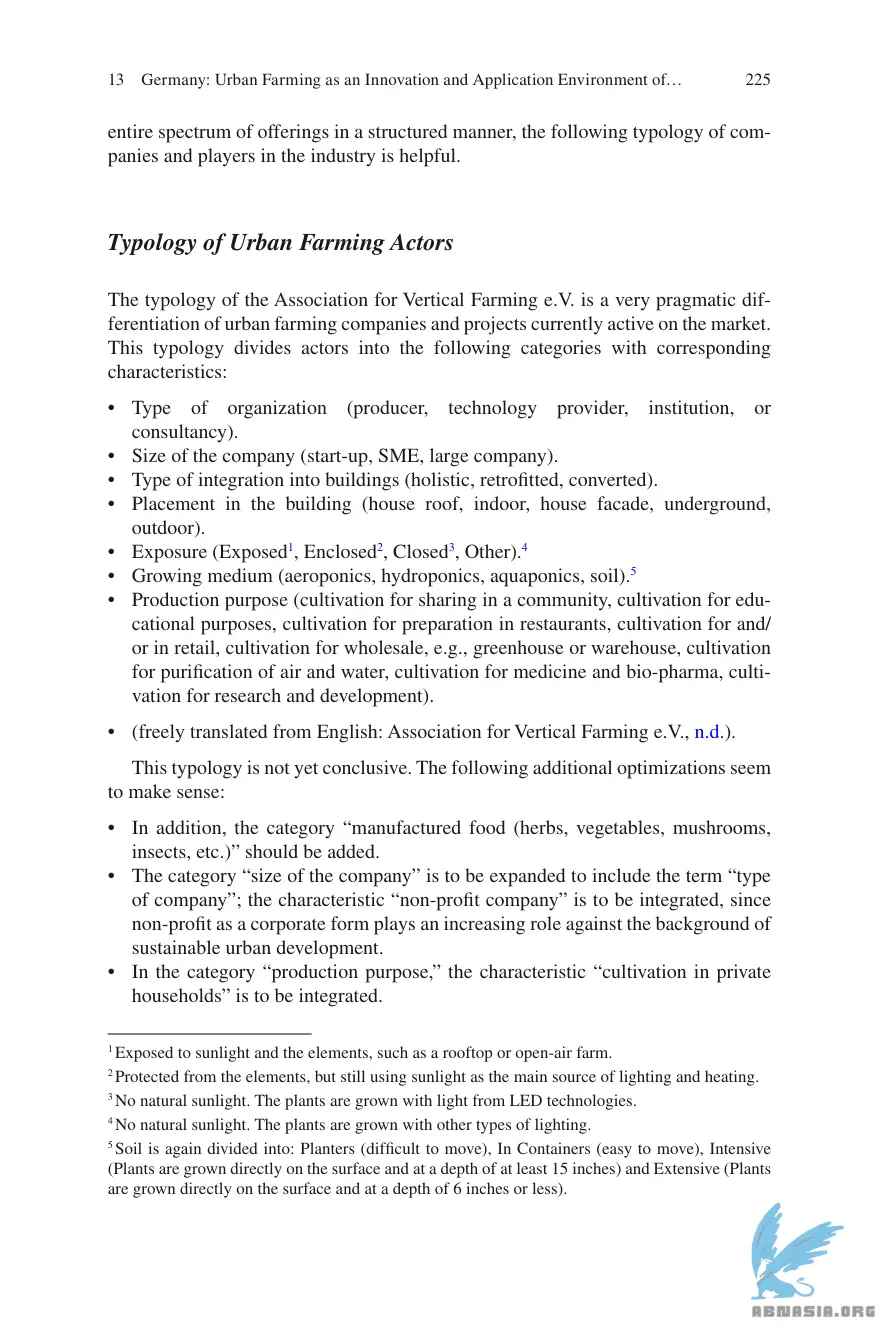 13 Germany: Urban Farming as an Innovation and Application Environment of… 225
entire spectrum of offerings in a structured manner, the following typology of com-
panies and players in the industry is helpful.
Typology of Urban Farming Actors
The typology of the Association for Vertical Farming e.V. is a very pragmatic dif-
ferentiation of urban farming companies and projects currently active on the market.
This typology divides actors into the following categories with corresponding
characteristics:
• Type of organization (producer, technology provider, institution, or
consultancy).
• Size of the company (start-up, SME, large company).
• Type of integration into buildings (holistic, retrofitted, converted).
• Placement in the building (house roof, indoor, house facade, underground,
outdoor).
• Exposure (Exposed1, Enclosed2, Closed3, Other).4
• Growing medium (aeroponics, hydroponics, aquaponics, soil).5
• Production purpose (cultivation for sharing in a community, cultivation for edu-
cational purposes, cultivation for preparation in restaurants, cultivation for and/
or in retail, cultivation for wholesale, e.g., greenhouse or warehouse, cultivation
for purification of air and water, cultivation for medicine and bio-pharma, culti-
vation for research and development).
• (freely translated from English: Association for Vertical Farming e.V., n.d.).
This typology is not yet conclusive. The following additional optimizations seem
to make sense:
• In addition, the category “manufactured food (herbs, vegetables, mushrooms,
insects, etc.)” should be added.
• The category “size of the company” is to be expanded to include the term “type
of company”; the characteristic “non-profit company” is to be integrated, since
non-profit as a corporate form plays an increasing role against the background of
sustainable urban development.
• In the category “production purpose,” the characteristic “cultivation in private
households” is to be integrated.
1 Exposed to sunlight and the elements, such as a rooftop or open-air farm.
2 Protected from the elements, but still using sunlight as the main source of lighting and heating.
3 No natural sunlight. The plants are grown with light from LED technologies.
4 No natural sunlight. The plants are grown with other types of lighting.
5 Soil is again divided into: Planters (difficult to move), In Containers (easy to move), Intensive
(Plants are grown directly on the surface and at a depth of at least 15 inches) and Extensive (Plants
are grown directly on the surface and at a depth of 6 inches or less).
ABNASIA.ORG